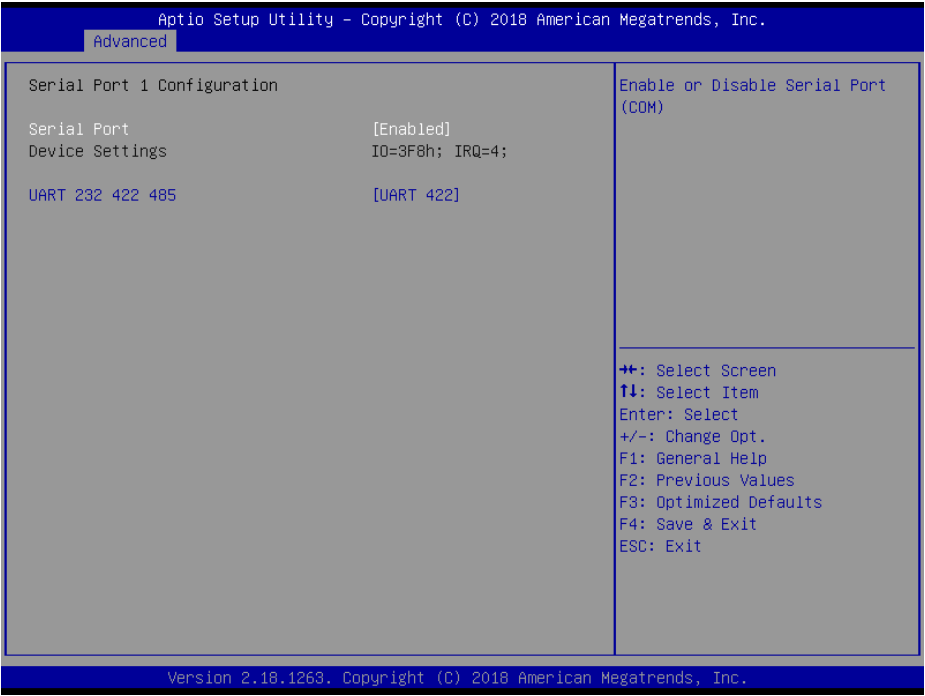 Aptio Setup Utility – Copyright (C) 2018 American Megatrends, Inc.
Advanced
Serial Port 1 Configuration
Serial Port [Enabled]
Device Settings IO=3F8h; IRQ=4;
UART 232 422 485 [UART 422]
Enable or Disable Serial Port
(COM)
→←: Select Screen
↑↓: Select Item
Enter: Select
+/-: Change Opt.
F1: General Help
F2: Previous Values
F3: Optimized Defaults
F4: Save & Exit
ESC: Exit
Version 2.18.1263. Copyright (C) 2018 American Megatrends, Inc.